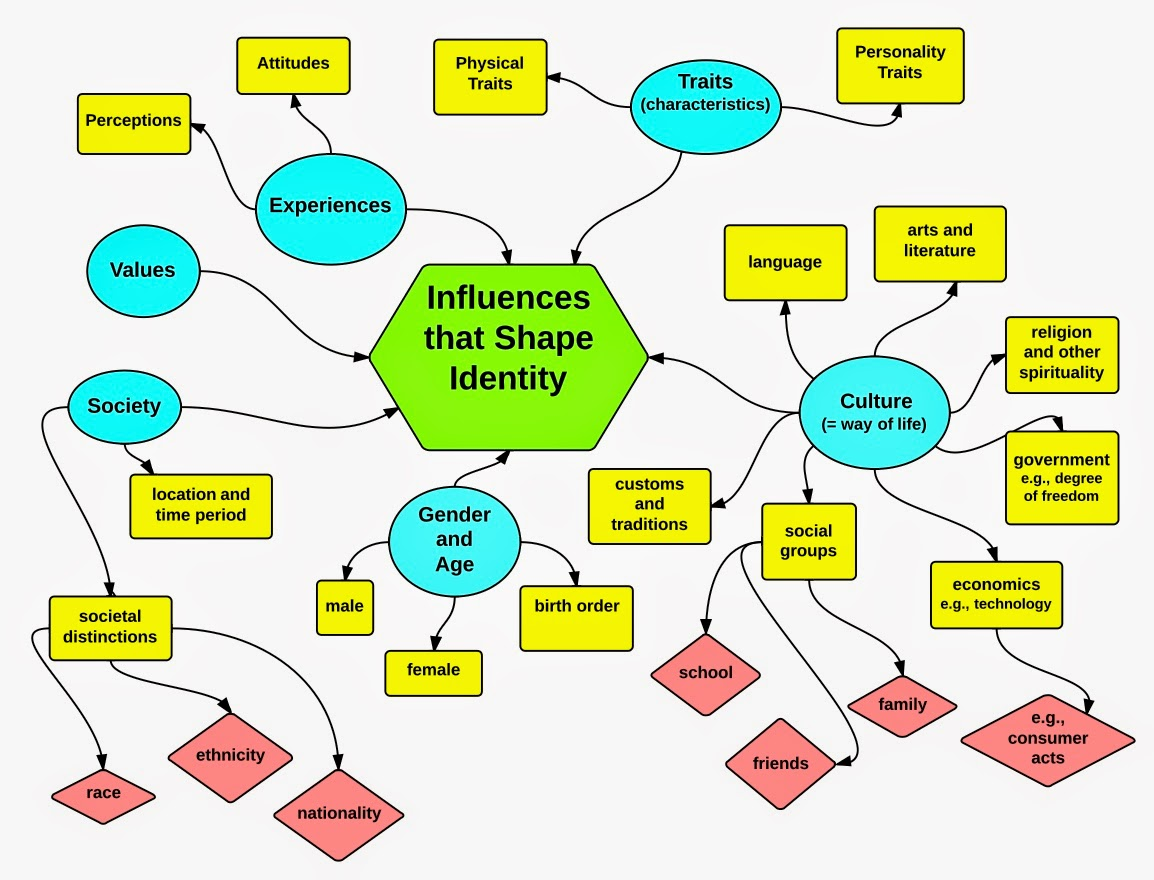 Attitudes
Perceptions
Experiences
Physical
Traits
Traits
(characteristics)
Personality
Traits
Values
Influences
that Shape
Identity
language
arts and
literature
religion
and other
spirituality
Culture
(= way of life)
government
e.g., degree
of freedom
Society
location and
time period
Gender
and
Age
customs
and
traditions
social
groups
economics
e.g., technology
male
female
birth order
societal
distinctions
school
family
friends
e.g.,
consumer
acts
race
ethnicity
nationality